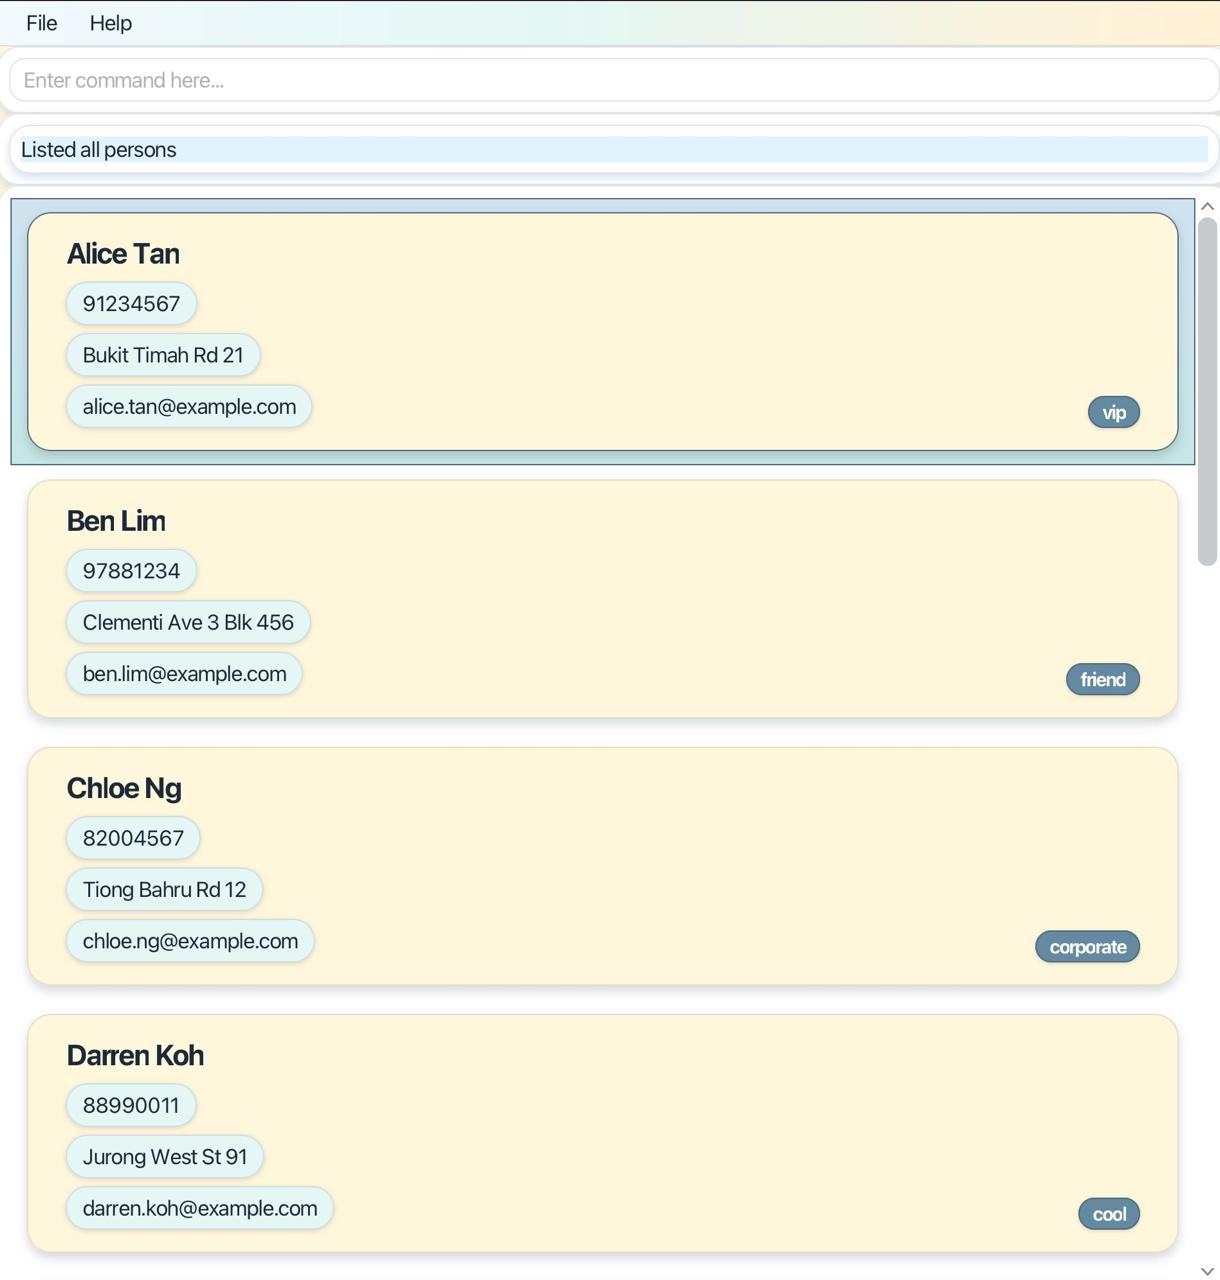 File Help
Enter command here...
Listed all persons
Alice Tan
91234567
Bukit Timah Rd 21
alice.tan@example.com
vip
Ben Lim
97881234
Clementi Ave 3 Blk 456
ben.lim@example.com
friend
Chloe Ng
82004567
Tiong Bahru Rd 12
chloe.ng@example.com
corporate
Darren Koh
88990011
Jurong West St 91
darren.koh@example.com
cool